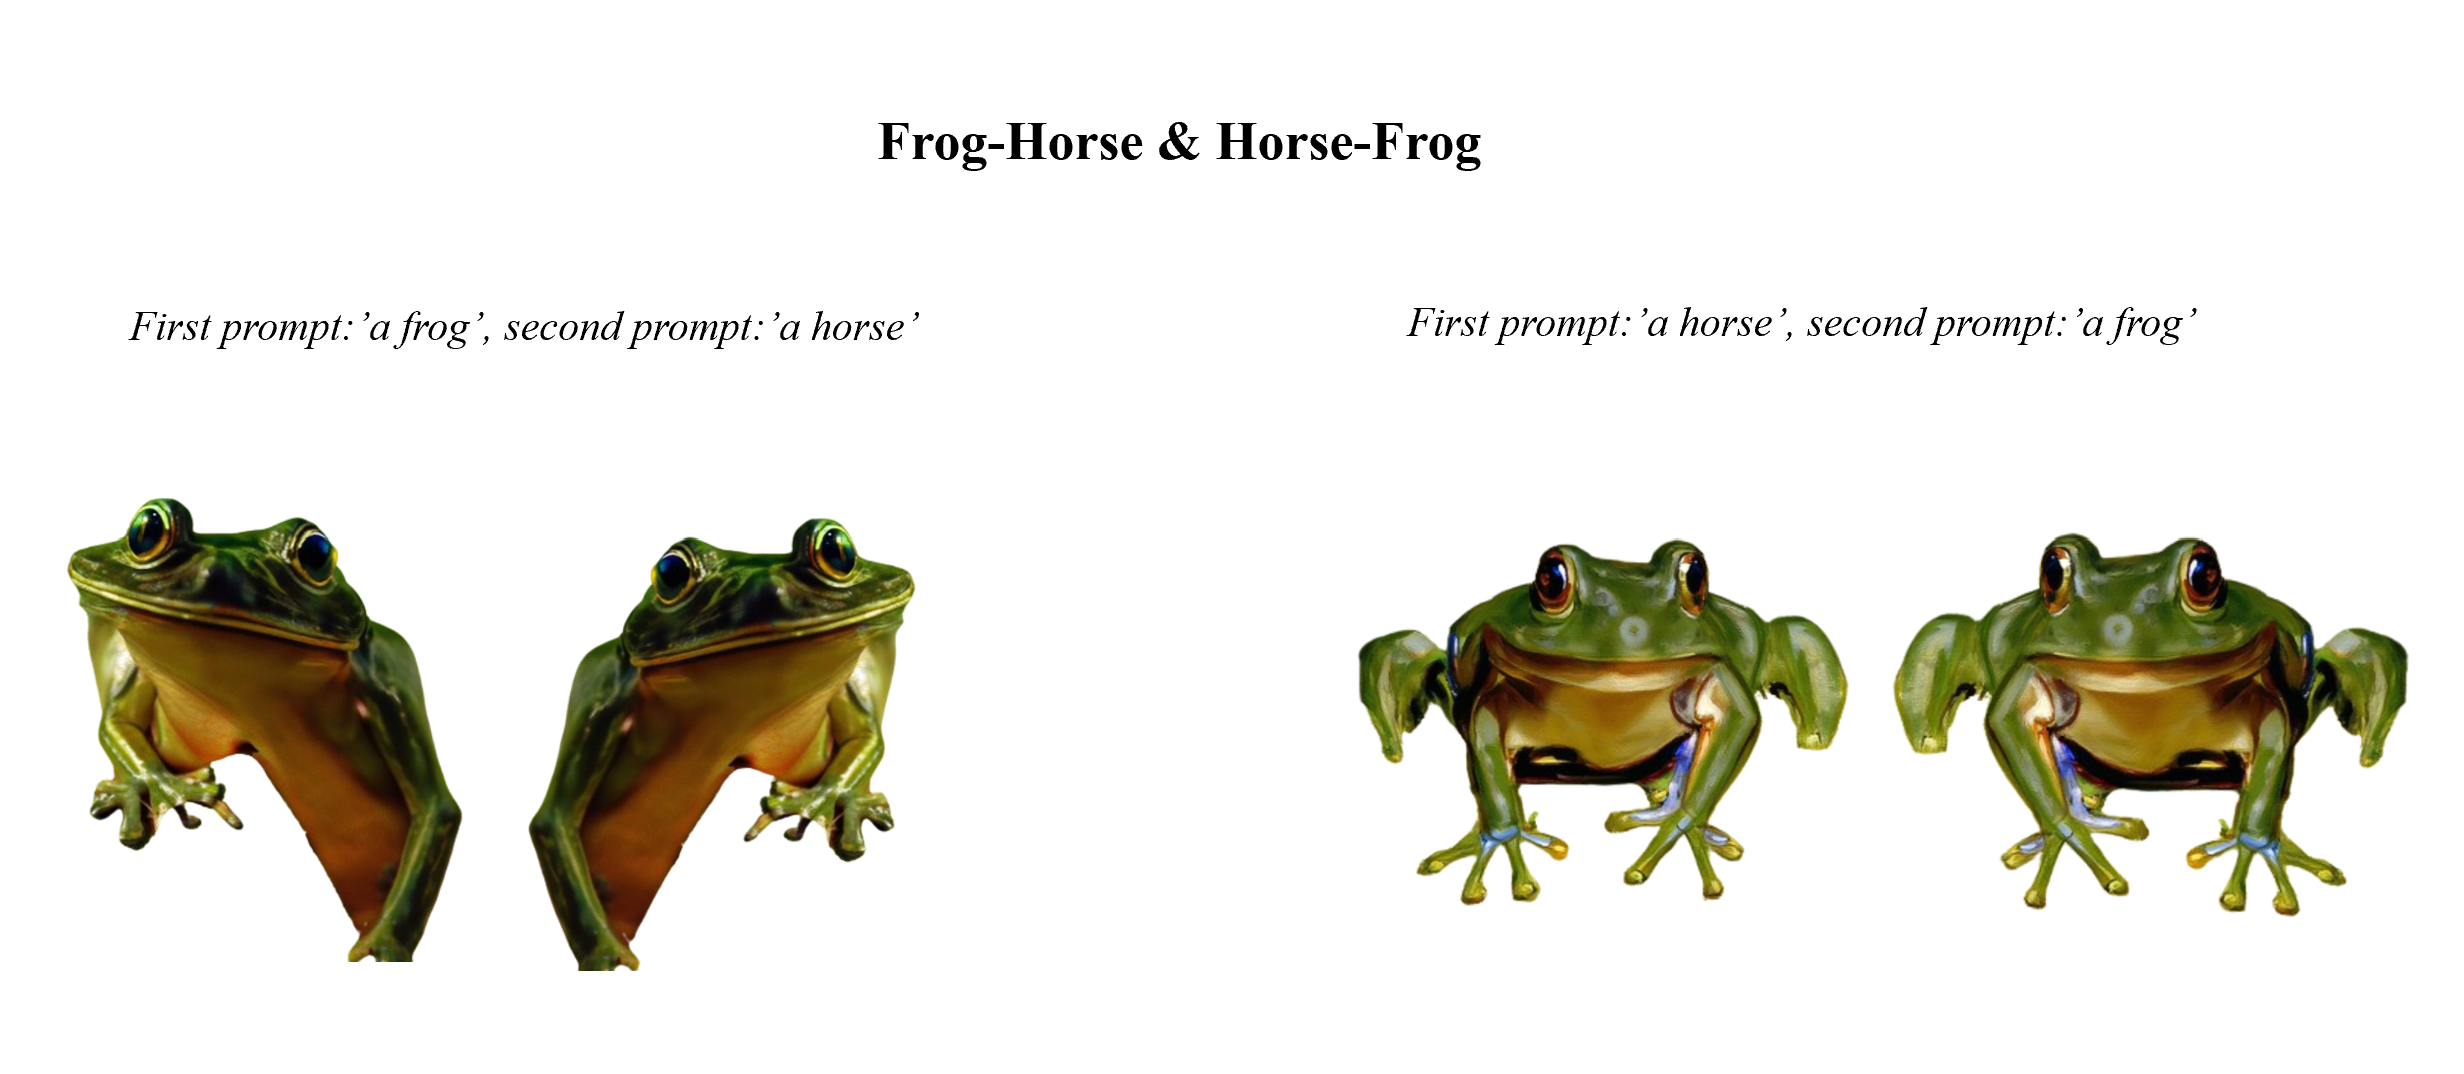 Frog-Horse & Horse-Frog
First prompt:’a frog’, second prompt:’a horse’
First prompt:’a horse’, second prompt:’a frog’